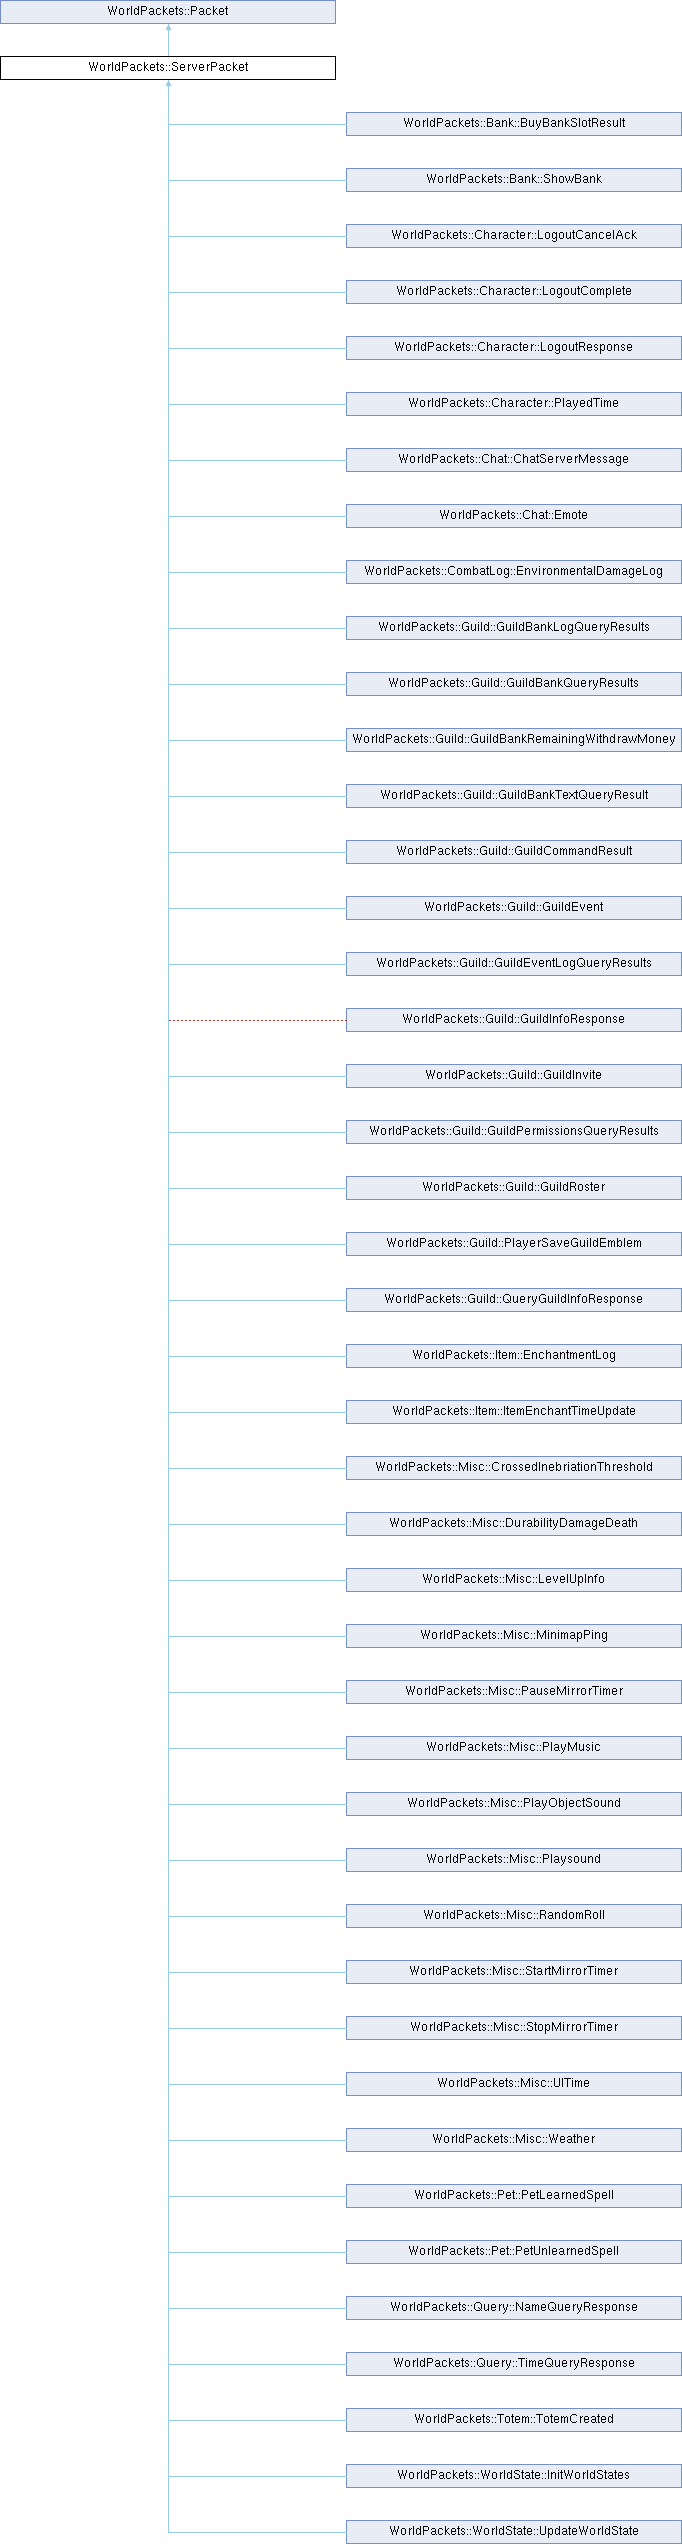 WorldPackets::Packet
WorldPackets::ServerPacket
WorldPackets::Bank::BuyBankSlotResult
WorldPackets::Bank::ShowBank
WorldPackets::Character::LogoutCancelAck
WorldPackets::Character::LogoutComplete
WorldPackets::Character::LogoutResponse
WorldPackets::Character::PlayedTime
WorldPackets::Chat::ChatServerMessage
WorldPackets::Chat::Emote
WorldPackets::CombatLog::EnvironmentalDamageLog
WorldPackets::Guild::GuildBankLogQueryResults
WorldPackets::Guild::GuildBankQueryResults
WorldPackets::Guild::GuildBankRemainingWithdrawMoney
WorldPackets::Guild::GuildBankTextQueryResult
WorldPackets::Guild::GuildCommandResult
WorldPackets::Guild::GuildEvent
WorldPackets::Guild::GuildEventLogQueryResults
WorldPackets::Guild::GuildInfoResponse
WorldPackets::Guild::GuildInvite
WorldPackets::Guild::GuildPermissionsQueryResults
WorldPackets::Guild::GuildRoster
WorldPackets::Guild::PlayerSaveGuildEmblem
WorldPackets::Guild::QueryGuildInfoResponse
WorldPackets::Item::EnchantmentLog
WorldPackets::Item::ItemEnchantTimeUpdate
WorldPackets::Misc::CrossedInebriationThreshold
WorldPackets::Misc::DurabilityDamageDeath
WorldPackets::Misc::LevelUpInfo
WorldPackets::Misc::MinimapPing
WorldPackets::Misc::PauseMirrorTimer
WorldPackets::Misc::PlayMusic
WorldPackets::Misc::PlayObjectSound
WorldPackets::Misc::Playsound
WorldPackets::Misc::RandomRoll
WorldPackets::Misc::StartMirrorTimer
WorldPackets::Misc::StopMirrorTimer
WorldPackets::Misc::UITime
WorldPackets::Misc::Weather
WorldPackets::Pet::PetLearnedSpell
WorldPackets::Pet::PetUnlearnedSpell
WorldPackets::Query::NameQueryResponse
WorldPackets::Query::TimeQueryResponse
WorldPackets::Totem::TotemCreated
WorldPackets::WorldState::InitWorldStates
WorldPackets::WorldState::UpdateWorldState